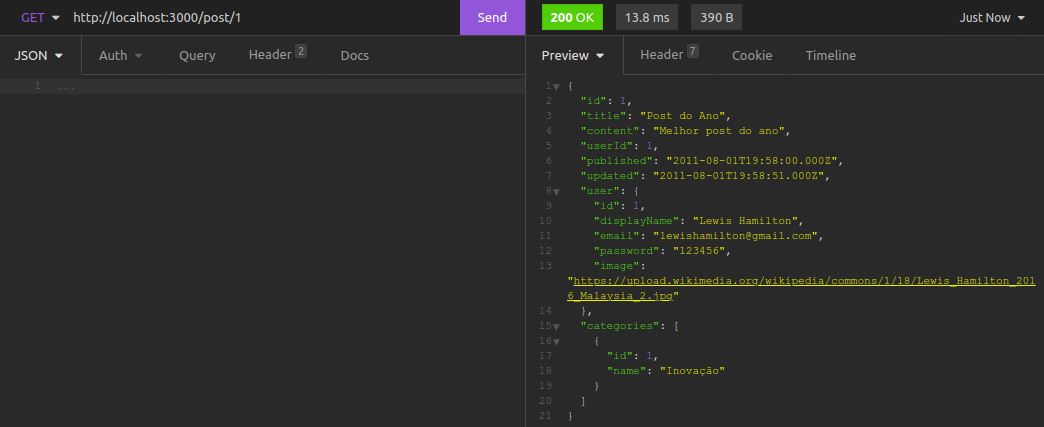 GET http://localhost:3000/post/1 Send 200 OK 13.8 ms 390 B Just Now
JSON Auth Query Header 2 Docs Preview Header 7 Cookie Timeline
1 ...
1 {
2 "id": 1,
3 "title": "Post do Ano",
4 "content": "Melhor post do ano",
5 "userId": 1,
6 "published": "2011-08-01T19:58:00.000Z",
7 "updated": "2011-08-01T19:58:51.000Z",
8 "user": {
9 "id": 1,
10 "displayName": "Lewis Hamilton",
11 "email": "lewishamilton@gmail.com",
12 "password": "123456",
13 "image":
"https://upload.wikimedia.org/wikipedia/commons/1/18/Lewis_Hamilton_201
6_Malaysia_2.jpg"
14 },
15 "categories": [
16 {
17 "id": 1,
18 "name": "Inovação"
19 }
20 ]
21 }